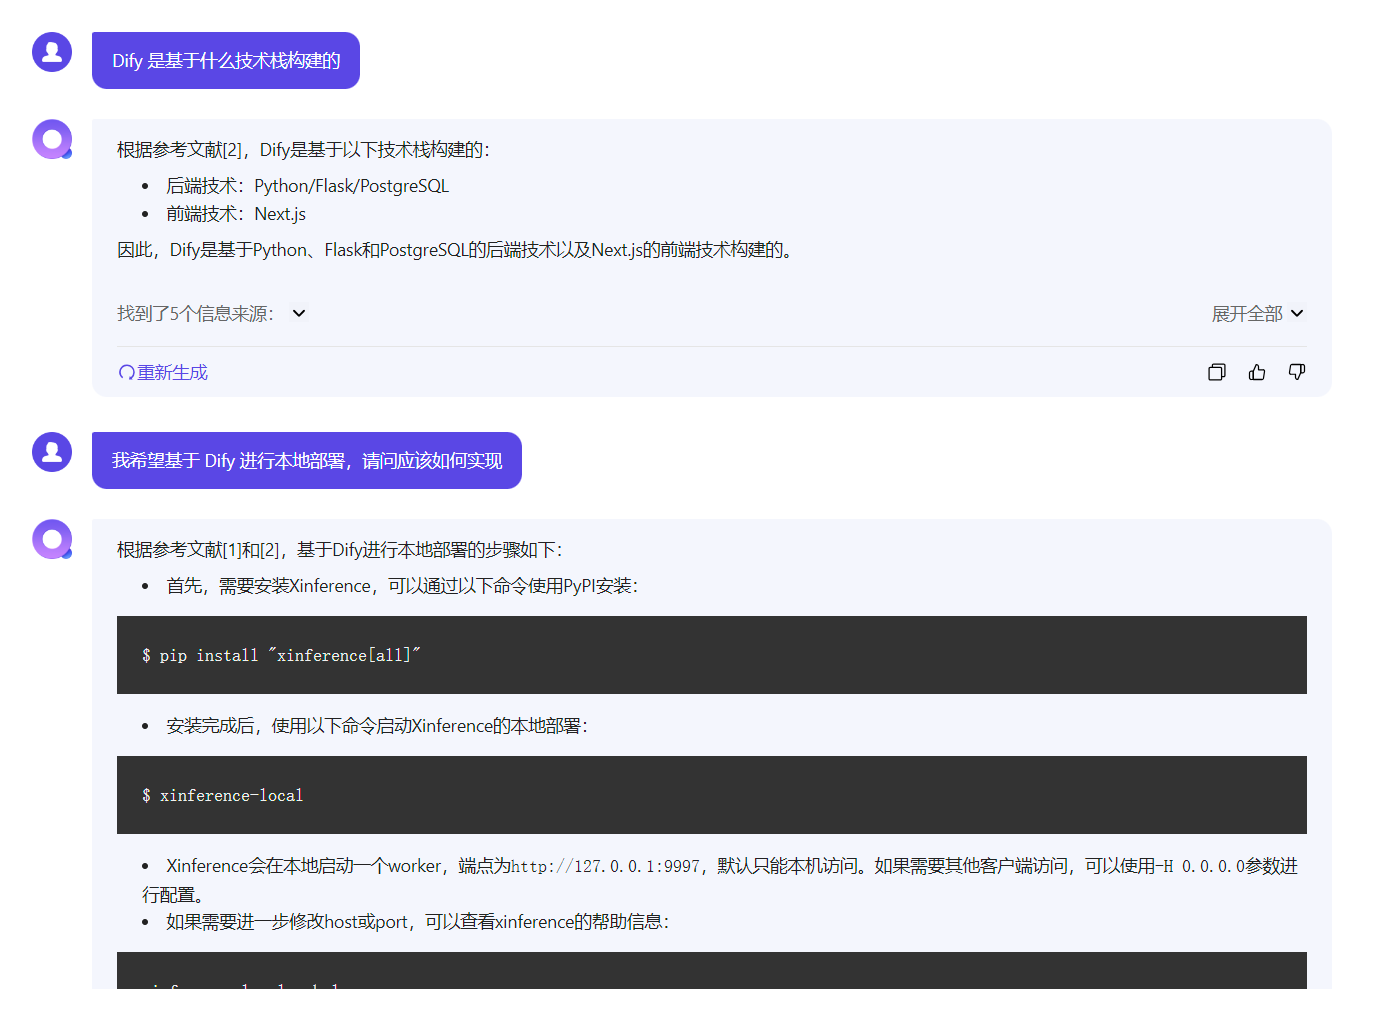 Dify 是基于什么技术栈构建的
根据参考文献[2]，Dify是基于以下技术栈构建的：
• 后端技术：Python/Flask/PostgreSQL
• 前端技术：Next.js
因此，Dify是基于Python、Flask和PostgreSQL的后端技术以及Next.js的前端技术构建的。
找到了5个信息来源：
展开全部
重新生成
我希望基于 Dify 进行本地部署，请问应该如何实现
根据参考文献[1]和[2]，基于Dify进行本地部署的步骤如下：
• 首先，需要安装Xinference，可以通过以下命令使用PyPI安装：
$ pip install "xinference[all]"
• 安装完成后，使用以下命令启动Xinference的本地部署：
$ xinference-local
• Xinference会在本地启动一个worker，端点为http://127.0.0.1:9997，默认只能本机访问。如果需要其他客户端访问，可以使用-H 0.0.0.0参数进
行配置。
• 如果需要进一步修改host或port，可以查看xinference的帮助信息：